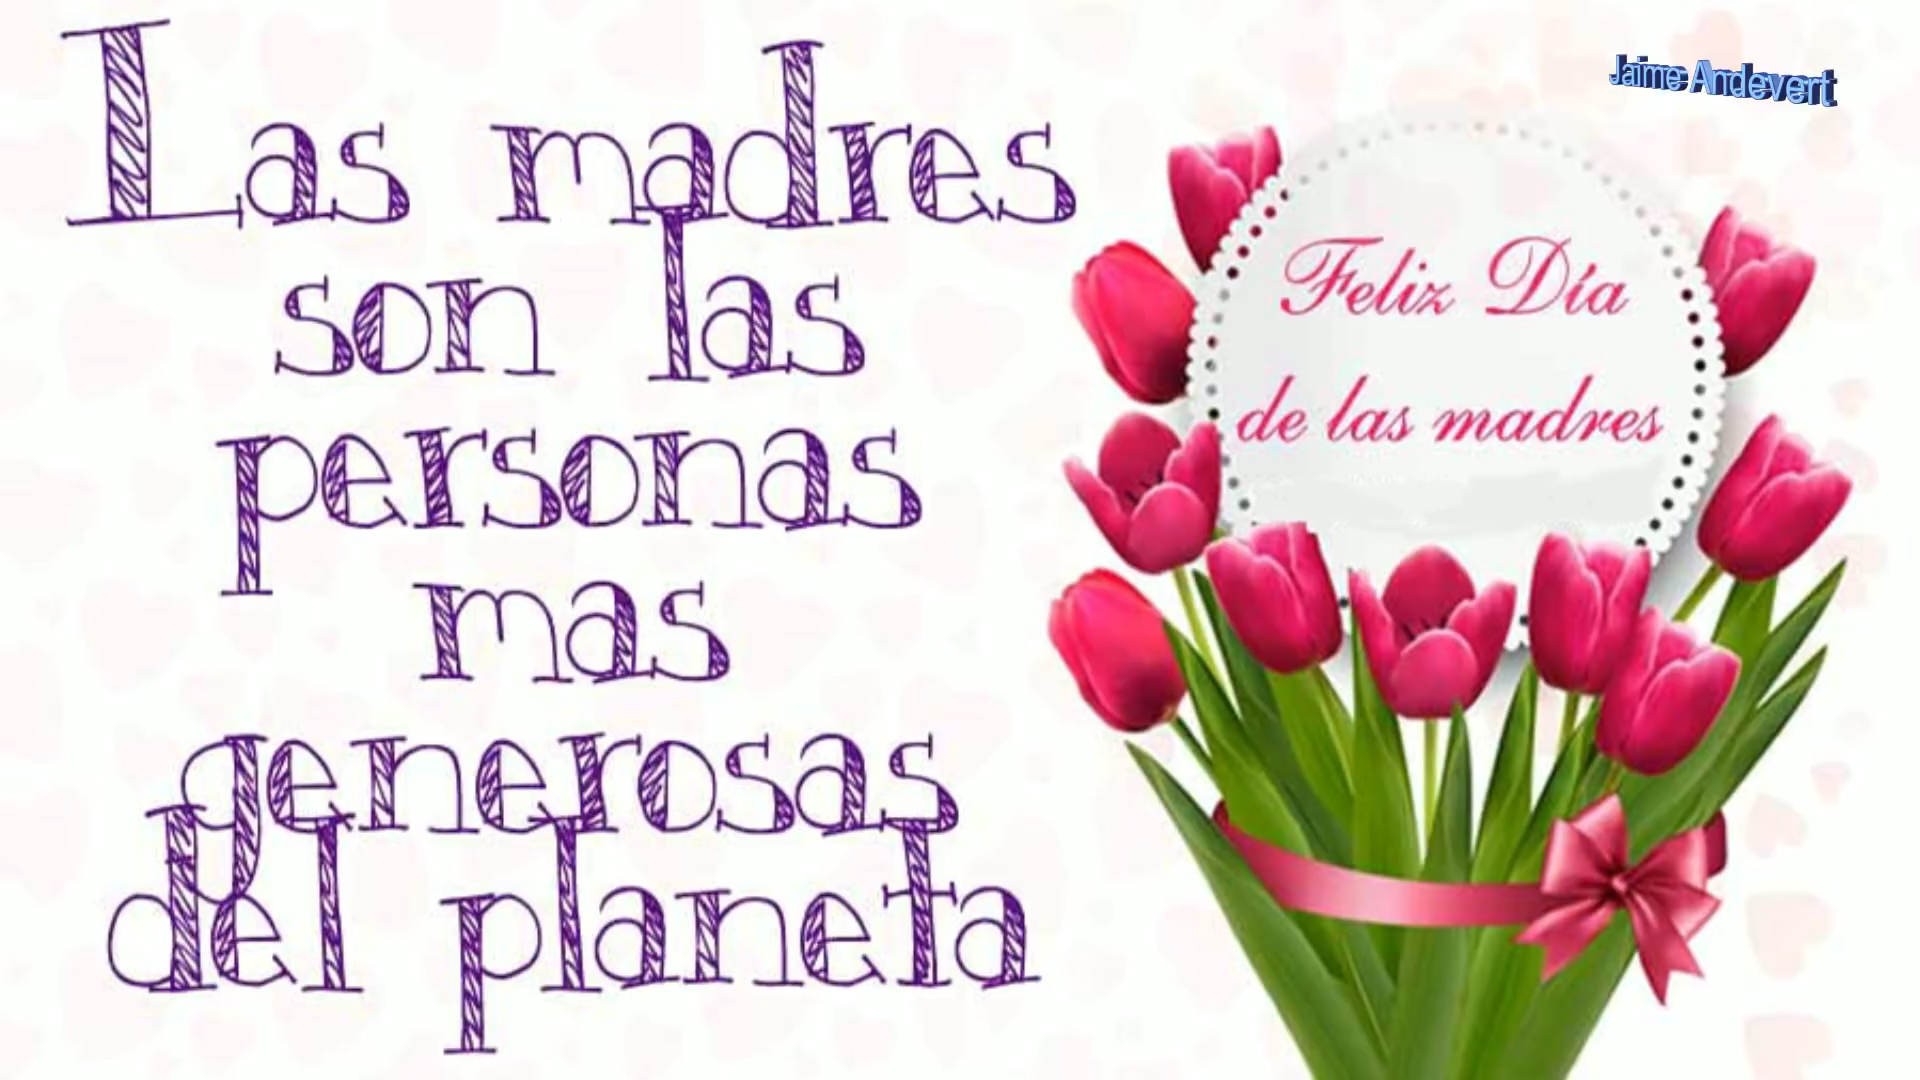 Las madres
son las
personas
mas
generosas
del planeta
Jaime Andevert
Feliz Día
de las madres